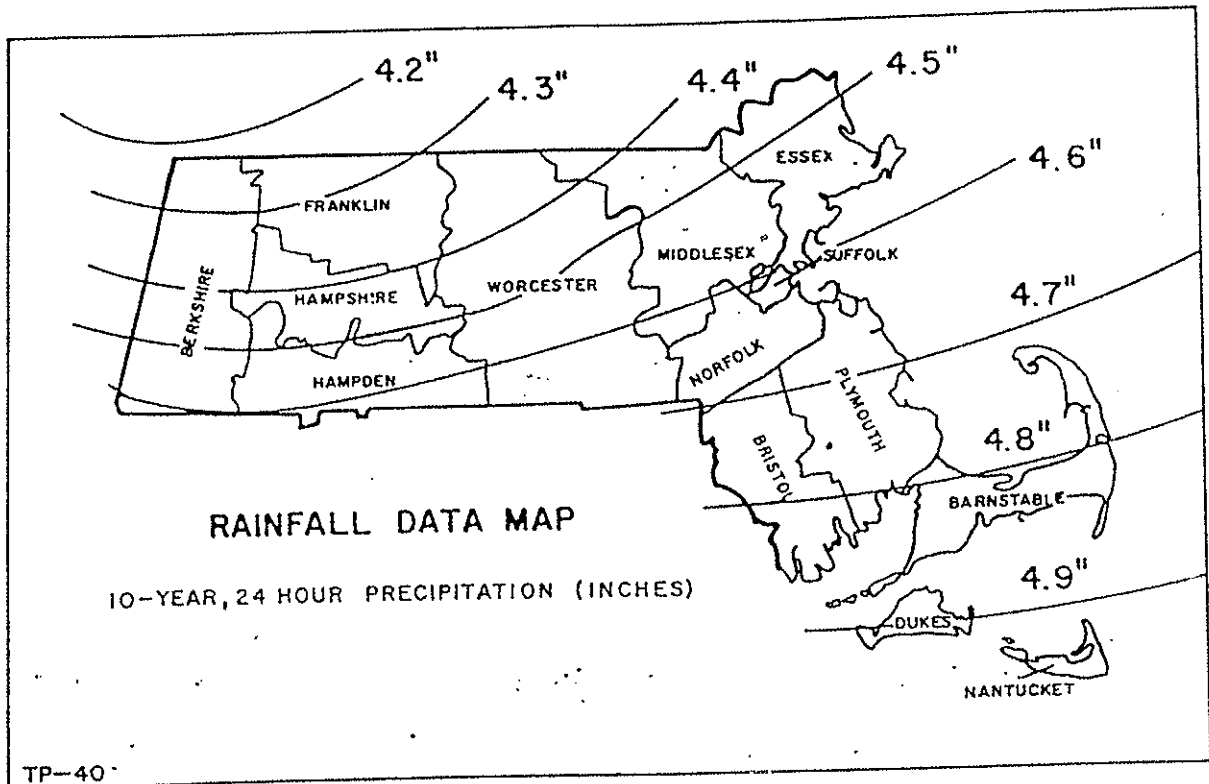 4.2"
4.3"
4.4"
4.5"
4.6"
4.7"
4.8"
4.9"
ESSEX
FRANKLIN
MIDDLESEX
SUFFOLK
BERKSHIRE
HAMPSHIRE
WORCESTER
HAMPDEN
NORFOLK
PLYMOUTH
BRISTOL
BARNSTABLE
DUKES
NANTUCKET
RAINFALL DATA MAP
10-YEAR, 24 HOUR PRECIPITATION (INCHES)
TP-40